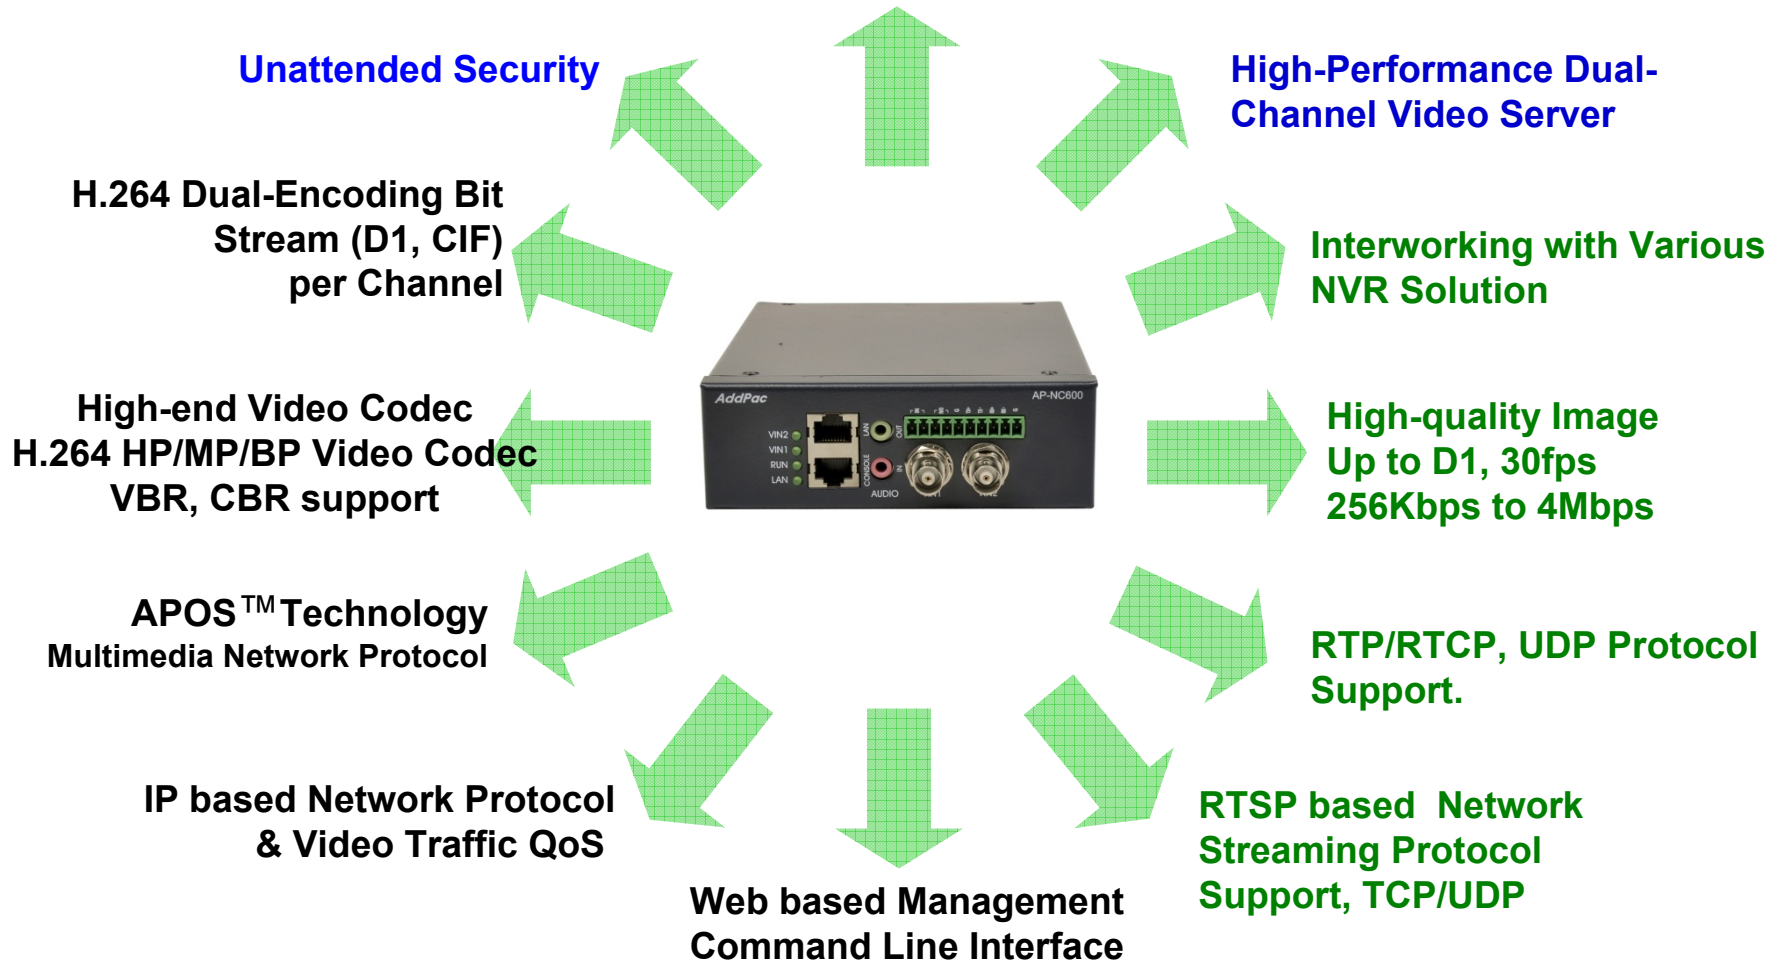 Unattended Security
High-Performance Dual-
Channel Video Server
H.264 Dual-Encoding Bit
Stream (D1, CIF)
per Channel
Interworking with Various
NVR Solution
AddPac
AP-NC600
VIN2
VIN1
RUN
LAN
LAN
CONSOLE
OUT
IN
AUDIO
High-end Video Codec
H.264 HP/MP/BP Video Codec
VBR, CBR support
High-quality Image
Up to D1, 30fps
256Kbps to 4Mbps
APOS™Technology
Multimedia Network Protocol
RTP/RTCP, UDP Protocol
Support.
IP based Network Protocol
& Video Traffic QoS
RTSP based  Network
Streaming Protocol
Support, TCP/UDP
Web based Management
Command Line Interface